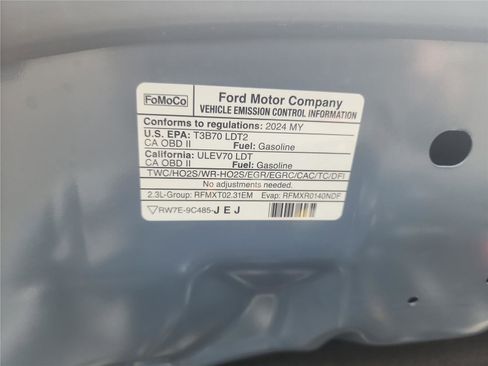 FoMoCo
Ford Motor Company
VEHICLE EMISSION CONTROL INFORMATION
Conforms to regulations: 2024 MY
U.S. EPA: T3B70 LDT2
CA OBD II Fuel: Gasoline
California: ULEV70 LDT
CA OBD II Fuel: Gasoline
TWC/HO2S/WR-HO2S/EGR/EGRC/CAC/TC/DFI
No adjustments needed.
2.3L-Group: RFMXT02.31EM Evap: RFMXR0140NDF
RW7E-9C485-JEJ